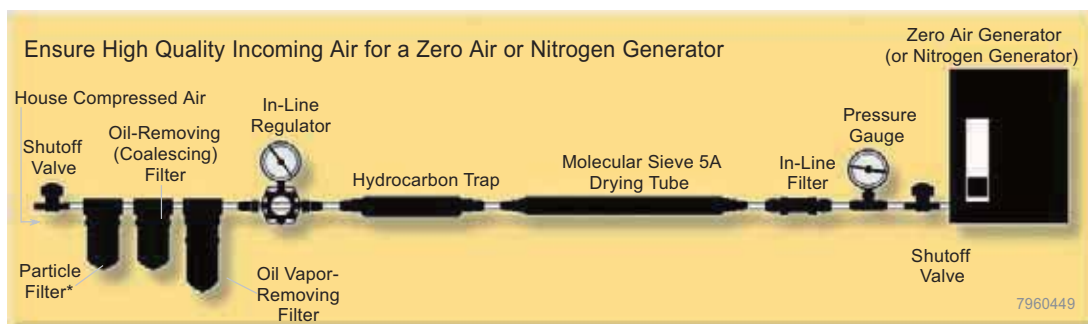 Ensure High Quality Incoming Air for a Zero Air or Nitrogen Generator
Zero Air Generator
(or Nitrogen Generator)
House Compressed Air
Shutoff
Valve
Oil-Removing
(Coalescing)
Filter
In-Line
Regulator
Hydrocarbon Trap
Molecular Sieve 5A
Drying Tube
In-Line
Filter
Pressure
Gauge
Particle
Filter*
Oil Vapor-
Removing
Filter
Shutoff
Valve
7960449